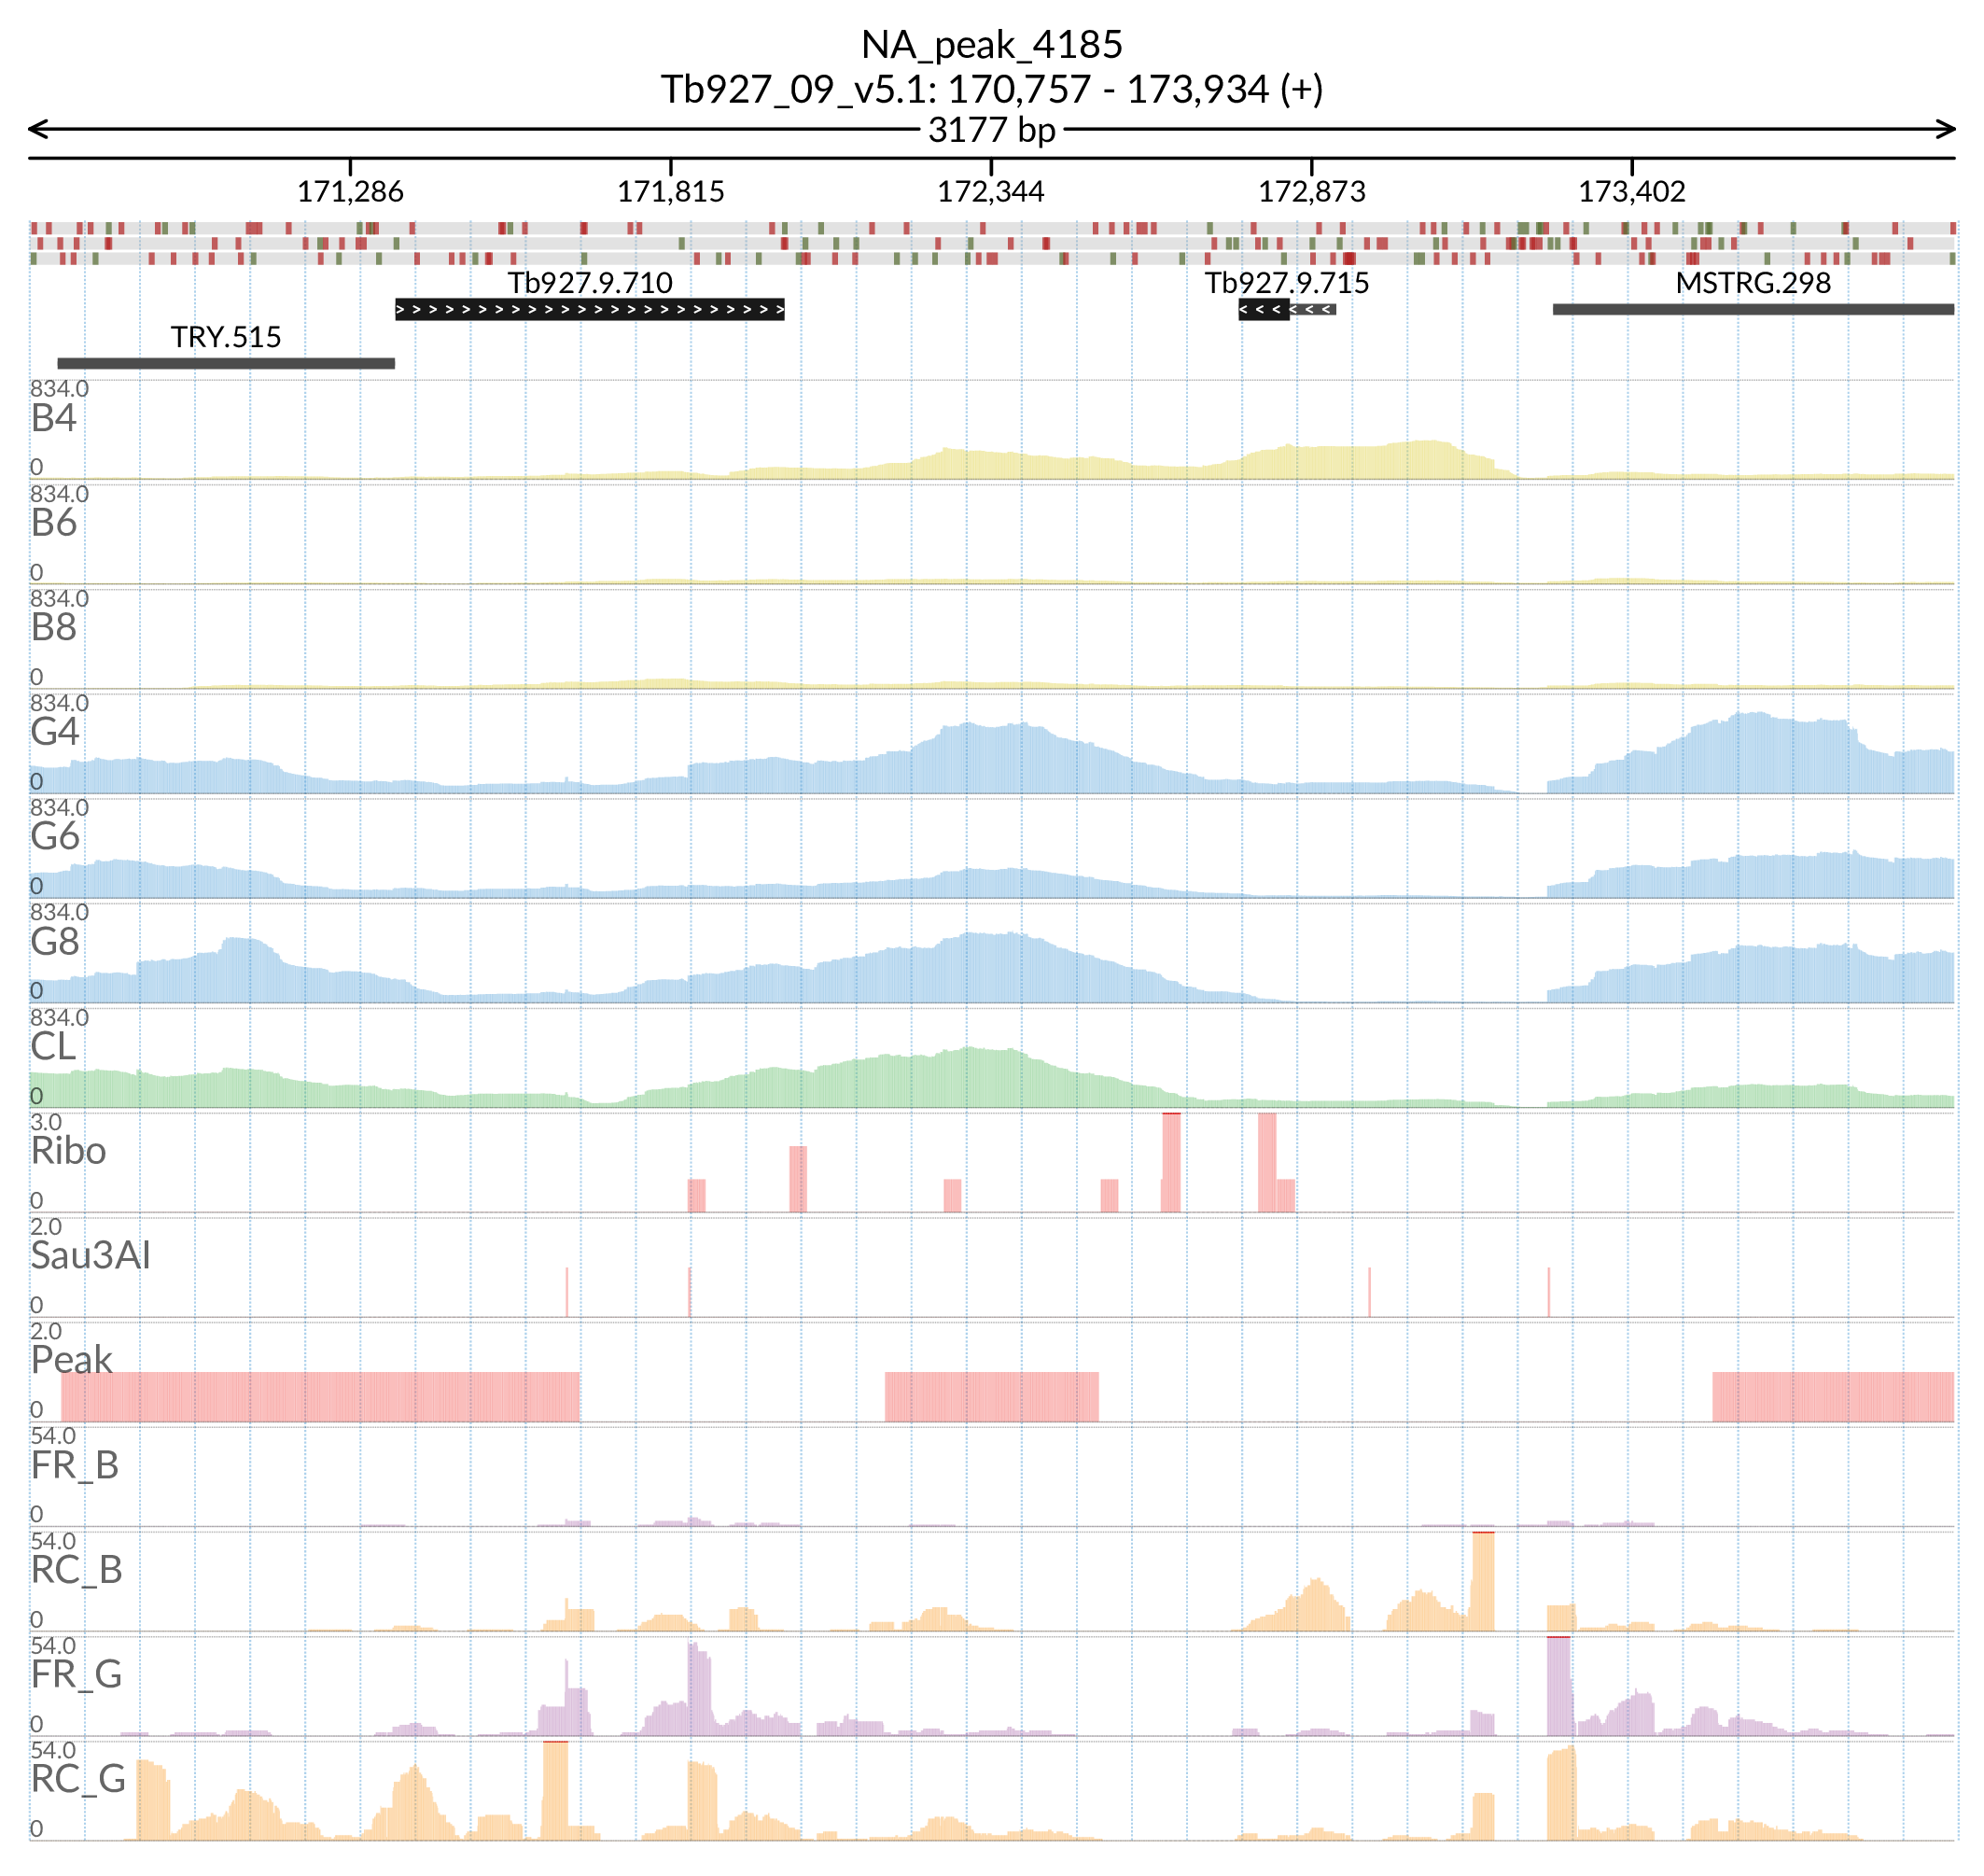 NA_peak_4185
Tb927_09_v5.1: 170,757 - 173,934 (+)
3177 bp
171,286 171,815 172,344 172,873 173,402
Tb927.9.710 Tb927.9.715 MSTRG.298
> > > > > > > > > > > > > > > > > > > > > > > > < < < < < <
TRY.515
834.0
B4
0
834.0
B6
0
834.0
B8
0
834.0
G4
0
834.0
G6
0
834.0
G8
0
834.0
CL
0
3.0
Ribo
0
2.0
Sau3AI
0
2.0
Peak
0
54.0
FR_B
0
54.0
RC_B
0
54.0
FR_G
0
54.0
RC_G
0